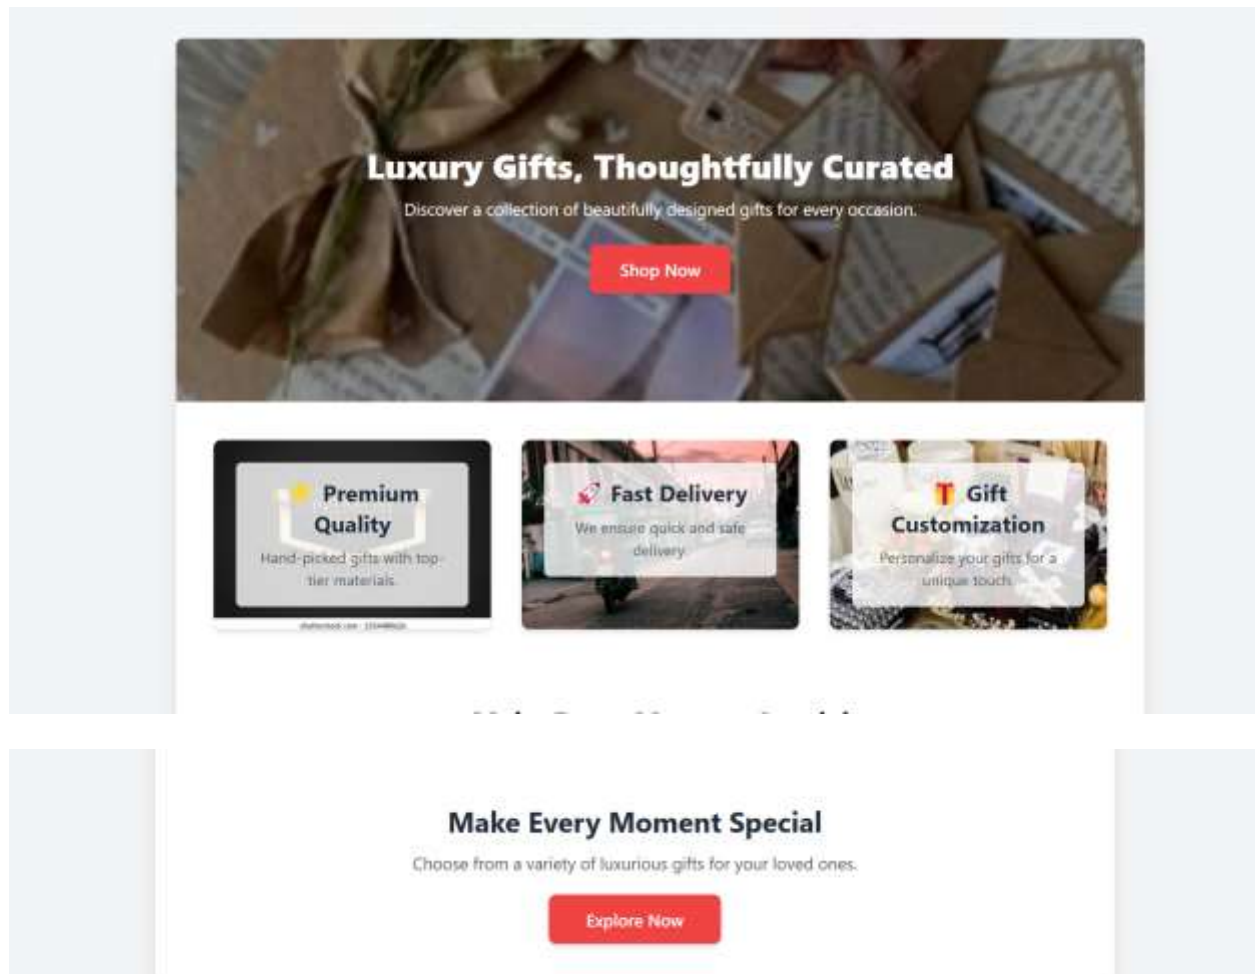 Luxury Gifts, Thoughtfully Curated
Discover a collection of beautifully designed gifts for every occasion.
Shop Now
⭐ Premium
Quality
Hand-picked gifts with top-
tier materials.
🚀 Fast Delivery
We ensure quick and safe
delivery.
🎁 Gift
Customization
Personalize your gifts for a
unique touch.
Make Every Moment Special
Choose from a variety of luxurious gifts for your loved ones.
Explore Now